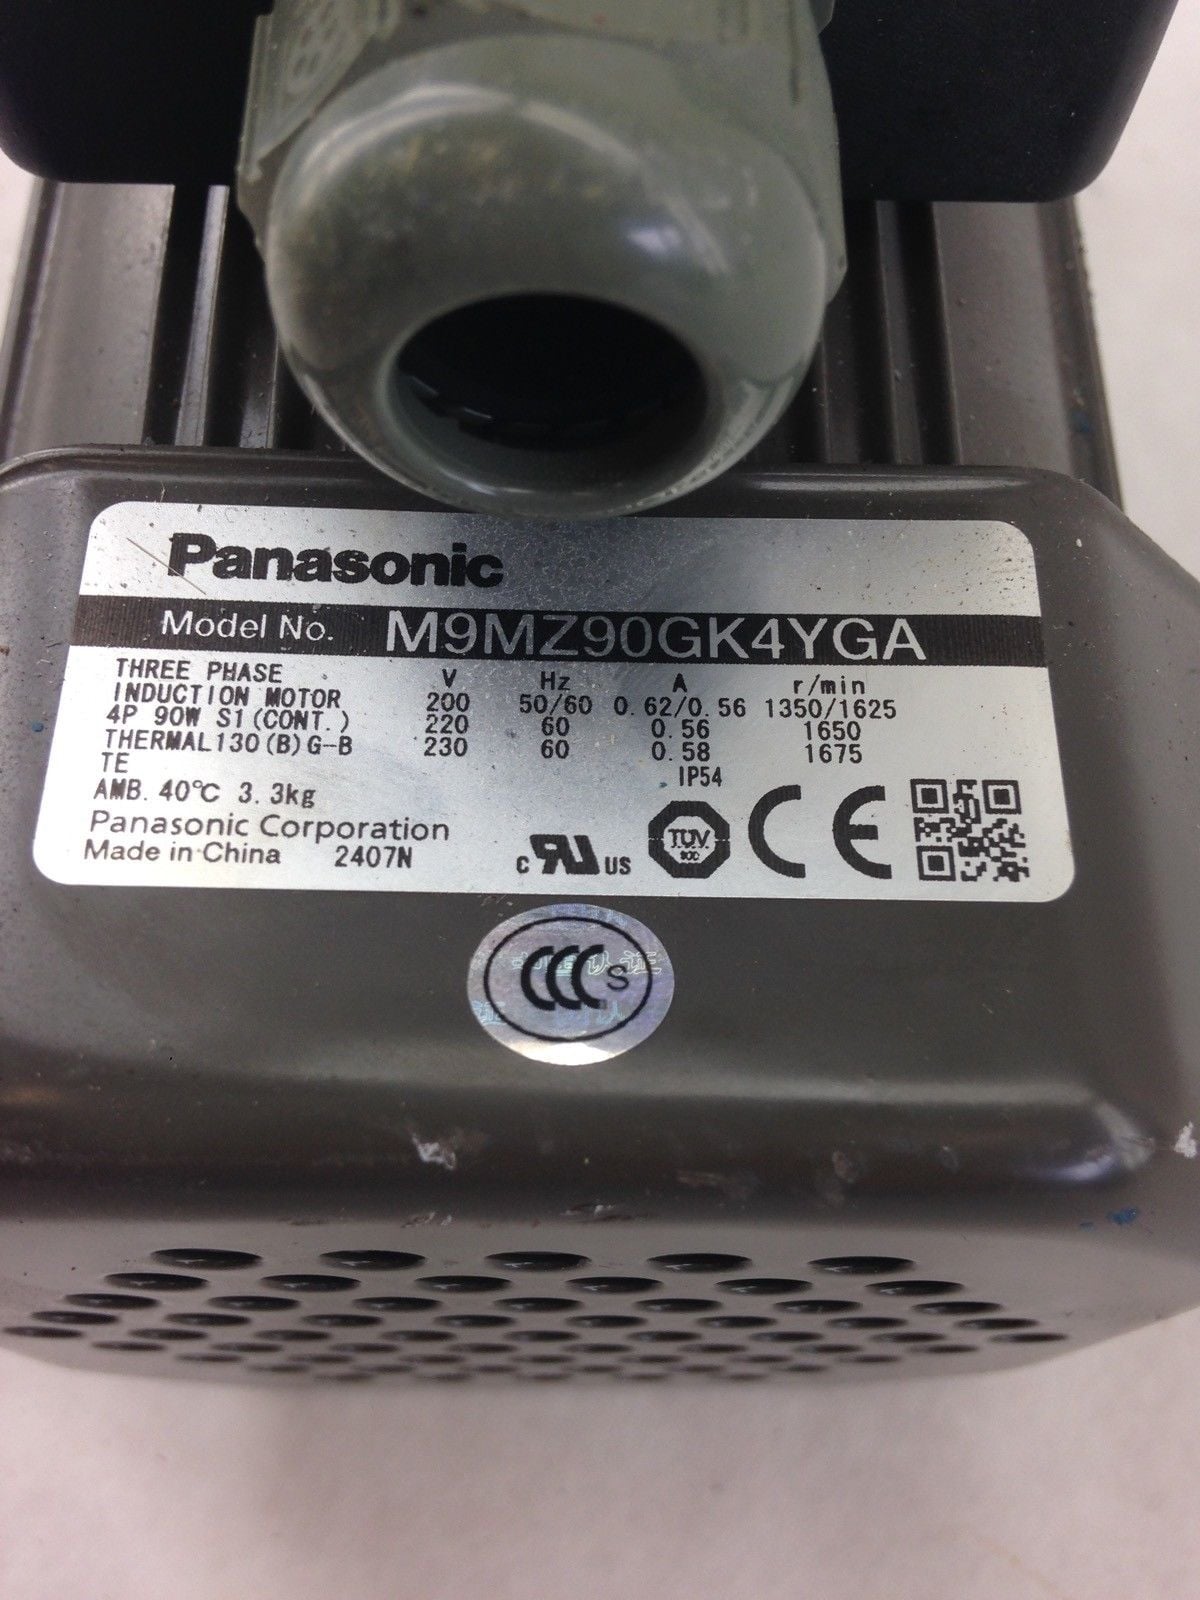 Panasonic
Model No. M9MZ90GK4YGA
THREE PHASE V Hz A r/min
INDUCTION MOTOR 200 50/60 0.62/0.56 1350/1625
4P 90W S1(CONT.) 220 60 0.56 1650
THERMAL130(B)G-B 230 60 0.58 1675
TE IP54
AMB. 40℃ 3.3kg
Panasonic Corporation
Made in China 2407N
c RU US
TÜV
CE
CCC S